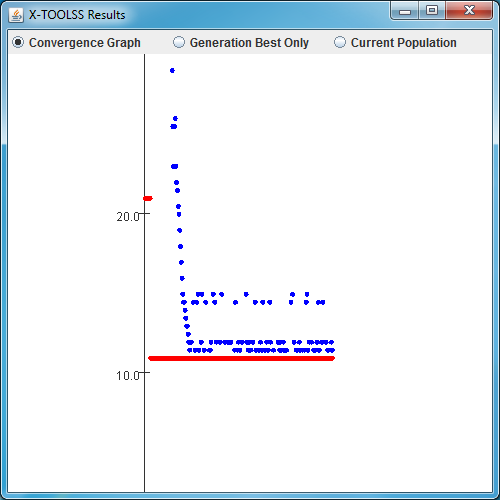 X-TOOLSS Results
Convergence Graph Generation Best Only Current Population
20.0
10.0